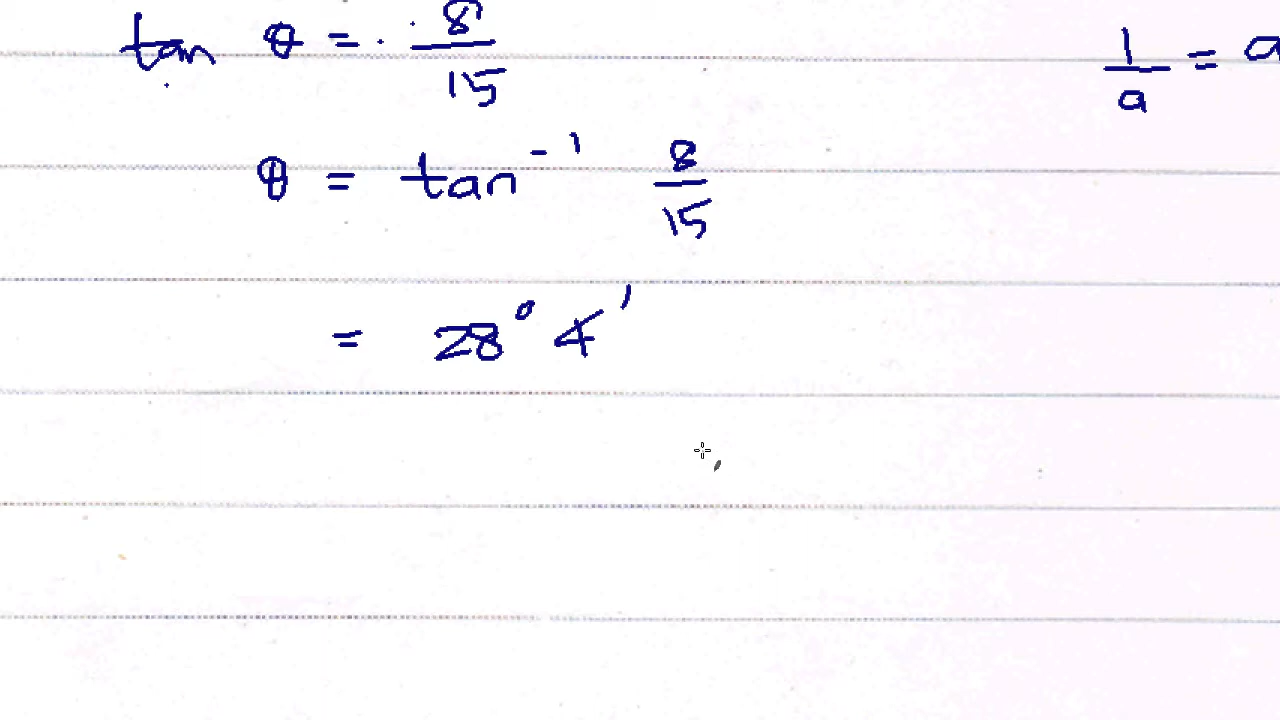 tan θ = 8/15
1/a = a
θ = tan⁻¹ 8/15
= 28° 4'